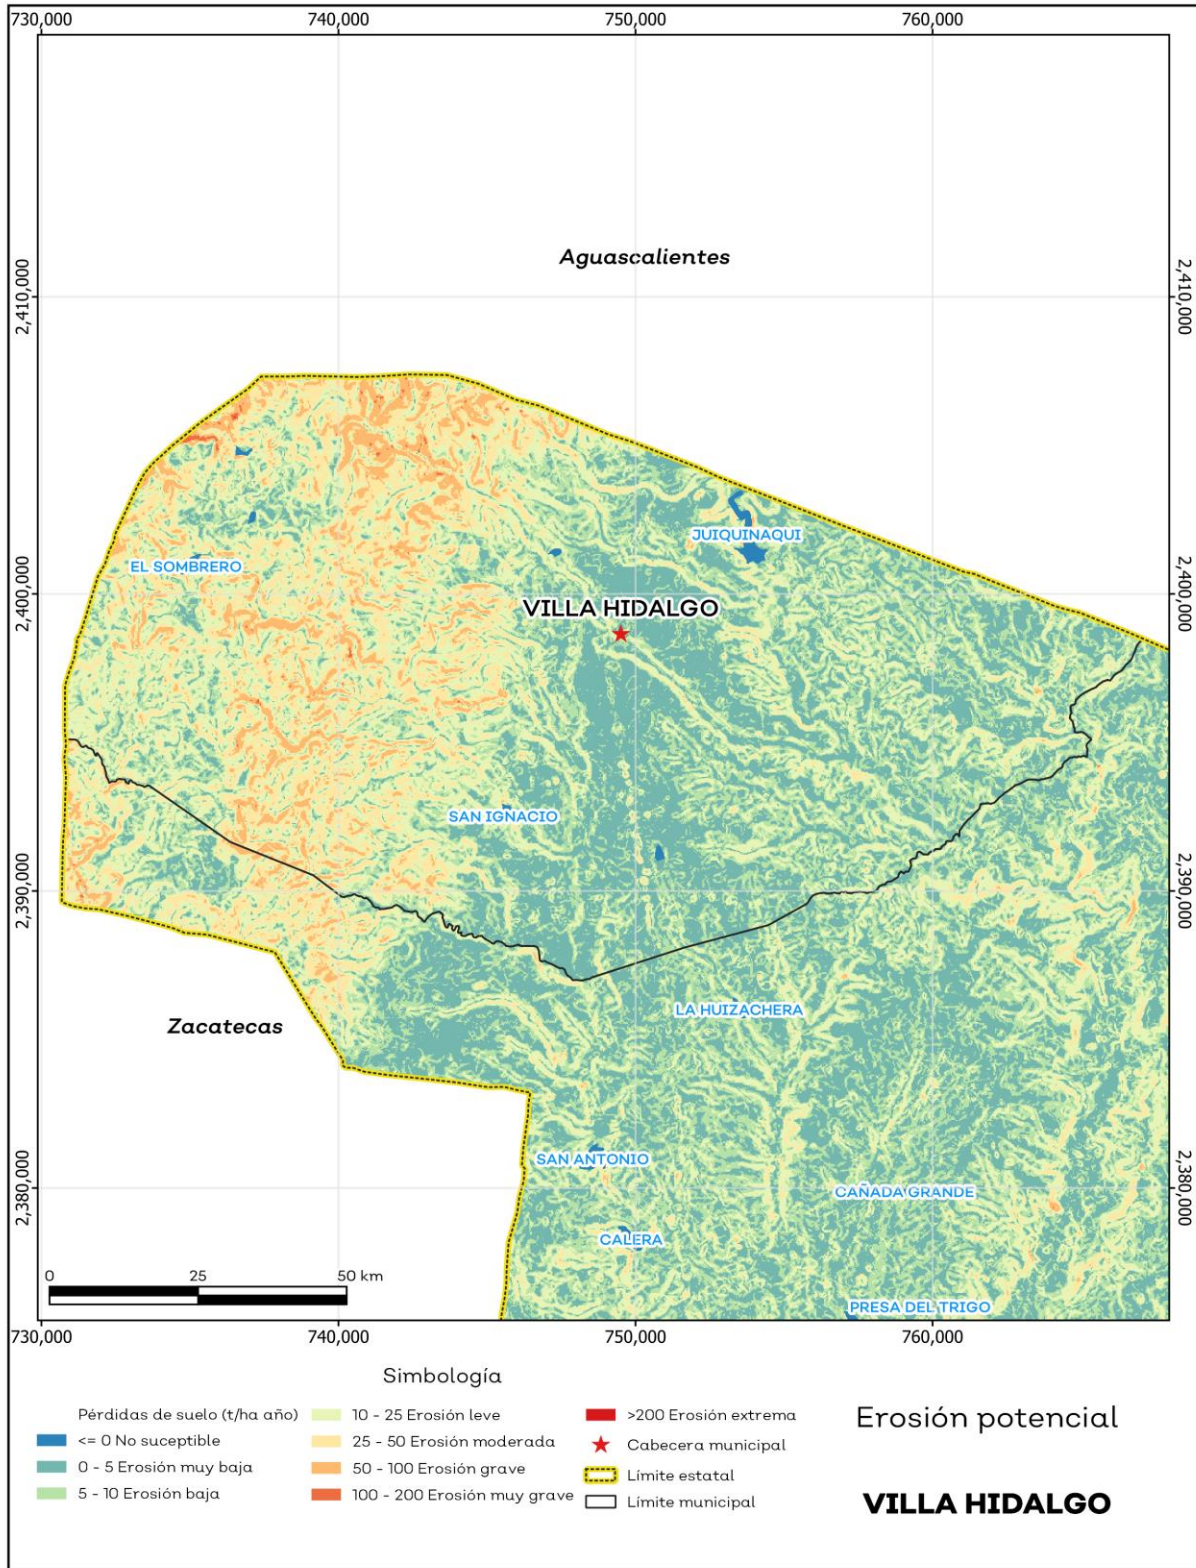 730,000 740,000 750,000 760,000
Aguascalientes
2,410,000 2,410,000
JUIQUINAQUI
EL SOMBRERO
2,400,000 2,400,000
VILLA HIDALGO
SAN IGNACIO
2,390,000 2,390,000
LA HUIZACHERA
Zacatecas
SAN ANTONIO
2,380,000 2,380,000
CAÑADA GRANDE
CALERA
0 25 50 km
PRESA DEL TRIGO
730,000 740,000 750,000 760,000
Simbología
Pérdidas de suelo (t/ha año)
<= 0 No suceptible
0 - 5 Erosión muy baja
5 - 10 Erosión baja
10 - 25 Erosión leve
25 - 50 Erosión moderada
50 - 100 Erosión grave
100 - 200 Erosión muy grave
>200 Erosión extrema
Cabecera municipal
Límite estatal
Límite municipal
Erosión potencial
VILLA HIDALGO